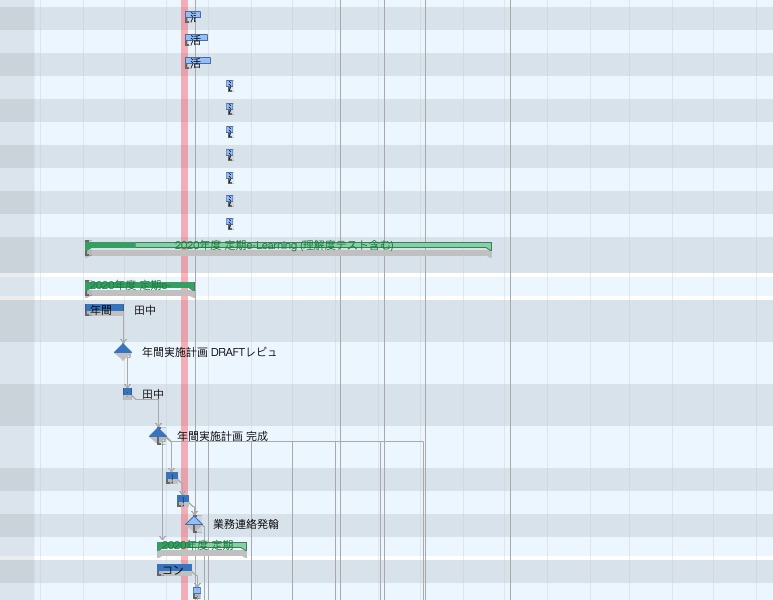 活
活
活
2020年度 定期e-Learning (理解度テスト含む)
2020年度 定期e-
年間 田中
年間実施計画 DRAFTレビュ
田中
年間実施計画 完成
業務連絡発翰
2020年度 定期
コン